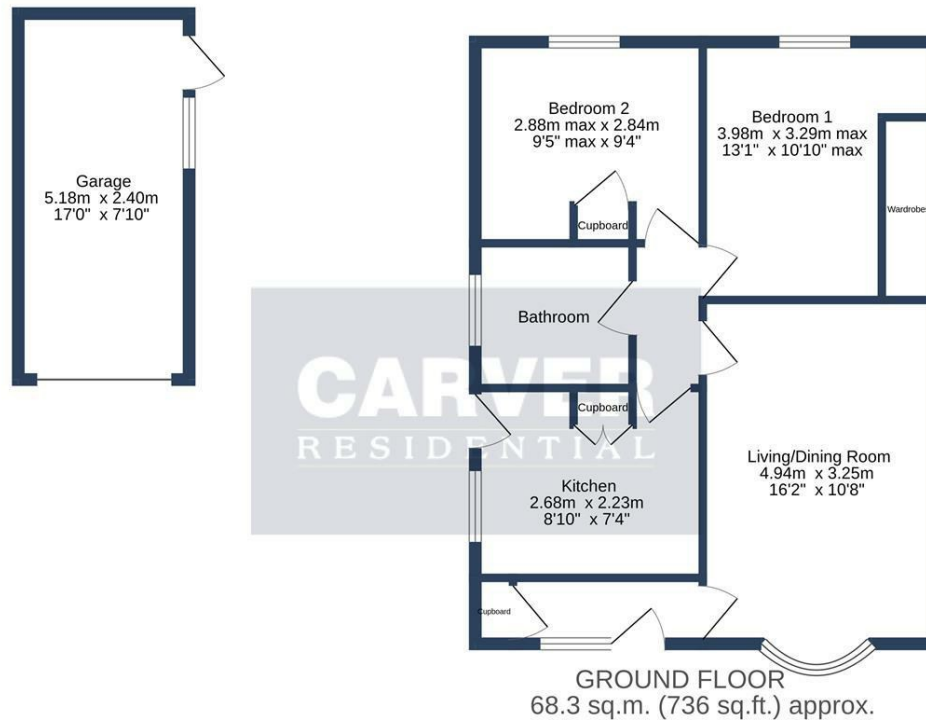 Garage
5.18m x 2.40m
17'0" x 7'10"
Bedroom 2
2.88m max x 2.84m
9'5" max x 9'4"
Cupboard
Bedroom 1
3.98m x 3.29m max
13'1" x 10'10" max
Wardrobes
Bathroom
CARVER
RESIDENTIAL
Cupboard
Kitchen
2.68m x 2.23m
8'10" x 7'4"
Living/Dining Room
4.94m x 3.25m
16'2" x 10'8"
Cupboard
GROUND FLOOR
68.3 sq.m. (736 sq.ft.) approx.